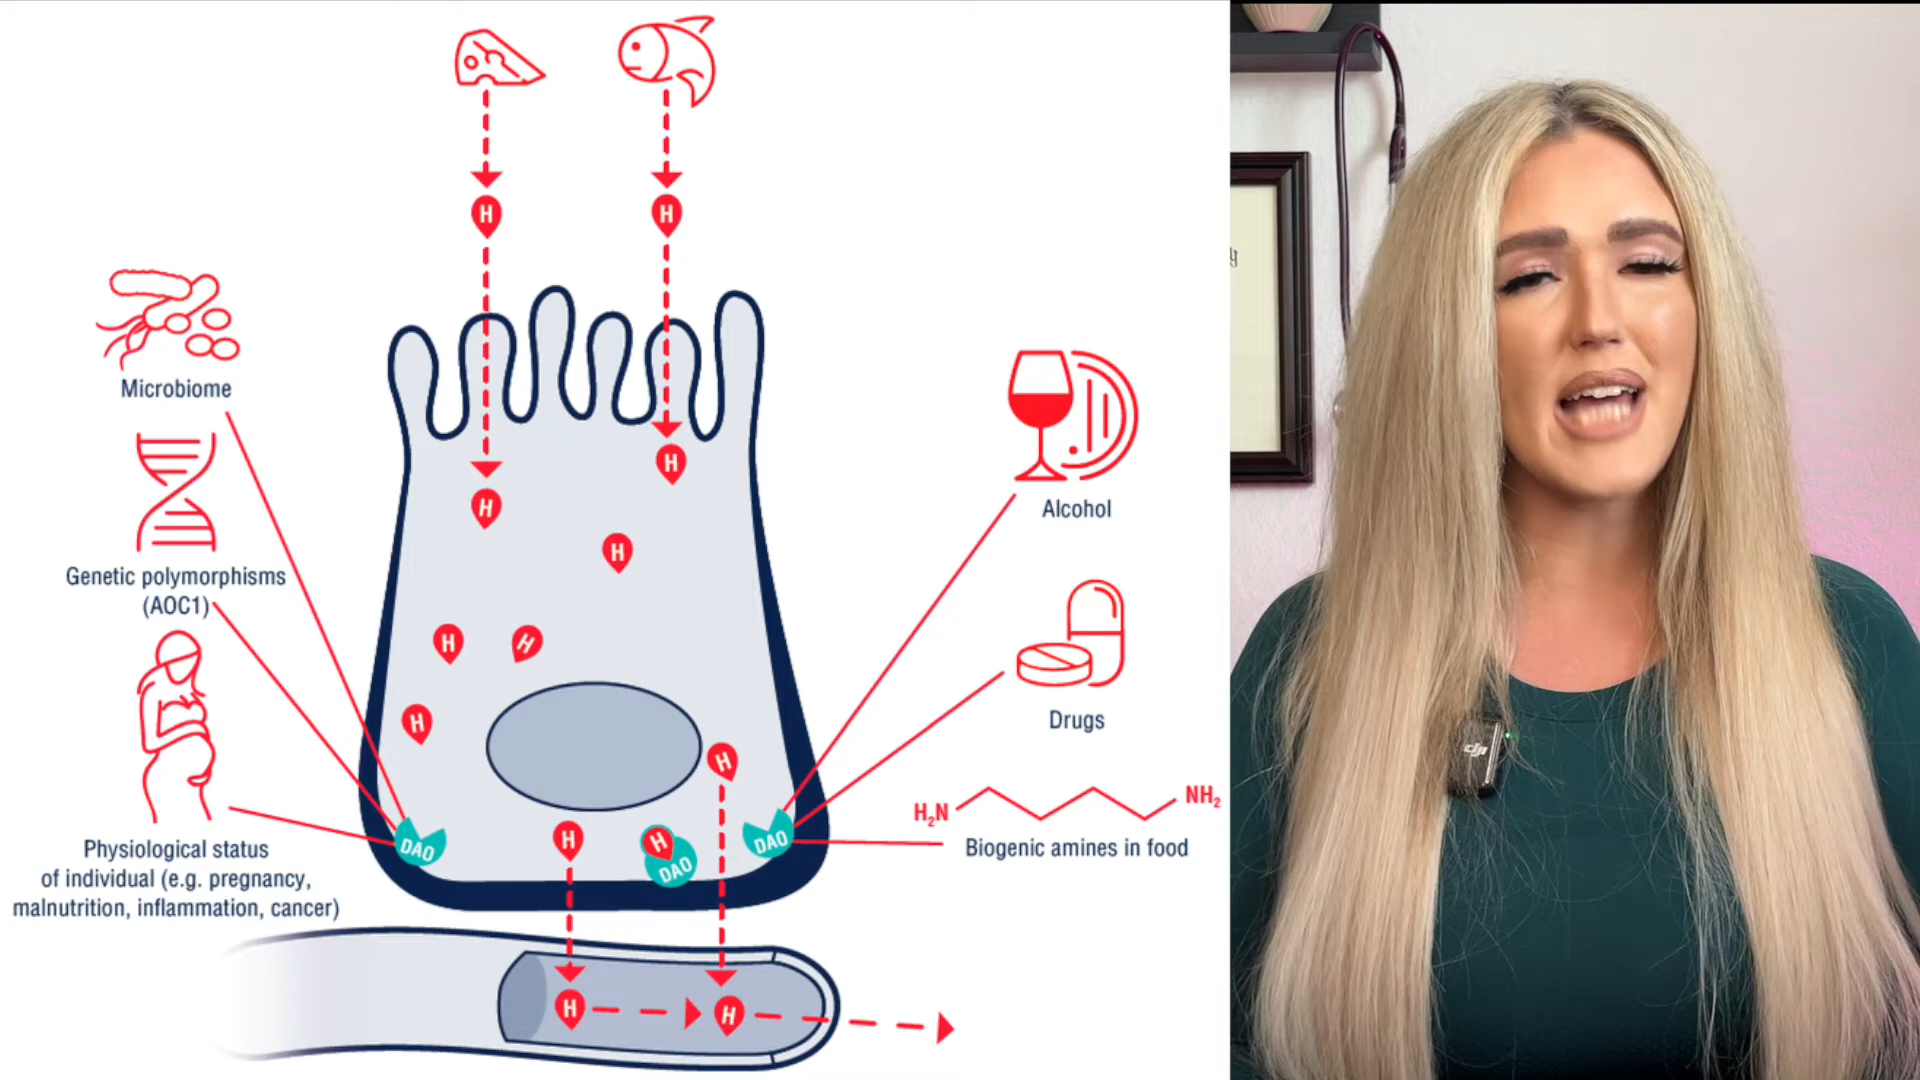 H
H
H
H
H
H
H
H
H
H
H
H
H
Microbiome
Genetic polymorphisms
(AOC1)
Physiological status
of individual (e.g. pregnancy,
malnutrition, inflammation, cancer)
DAO
DAO
DAO
Alcohol
Drugs
H₂N
NH₂
Biogenic amines in food
dji